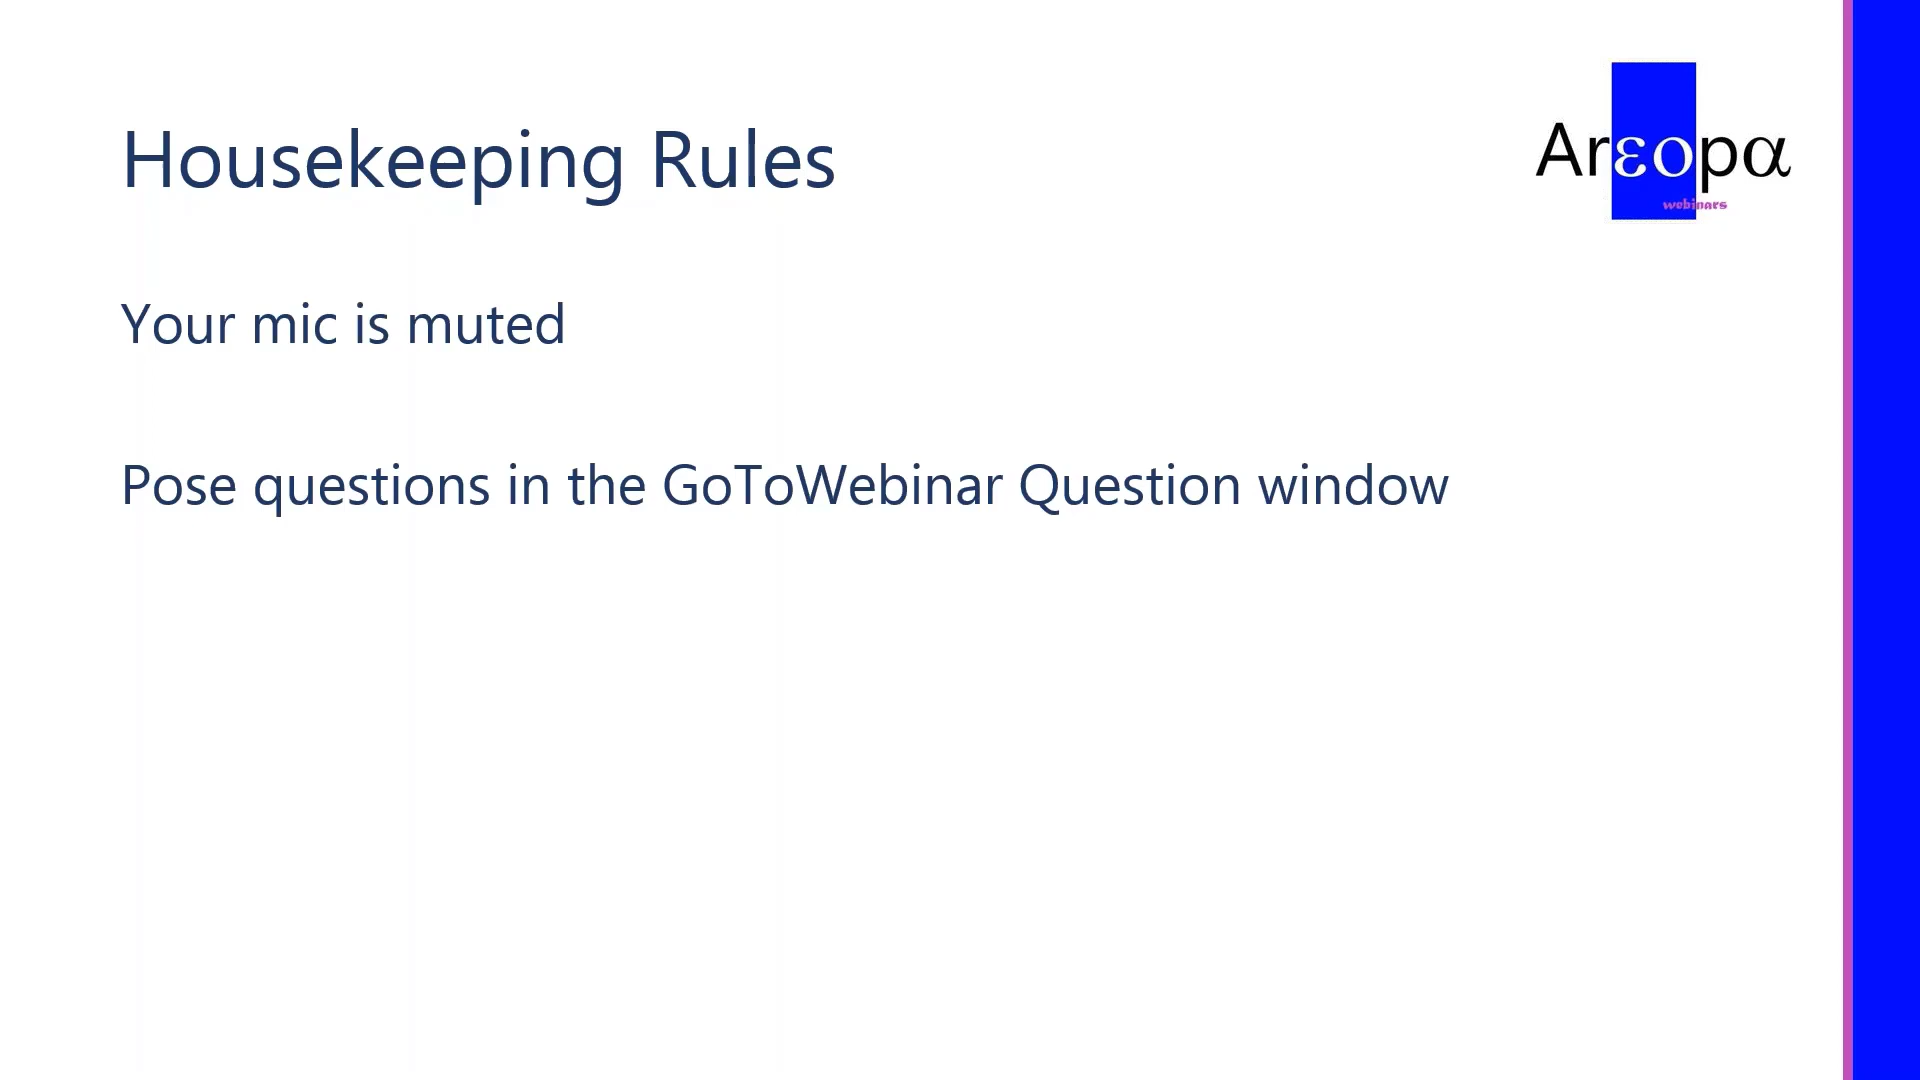 Housekeeping Rules
Arεopα
webinars
Your mic is muted
Pose questions in the GoToWebinar Question window